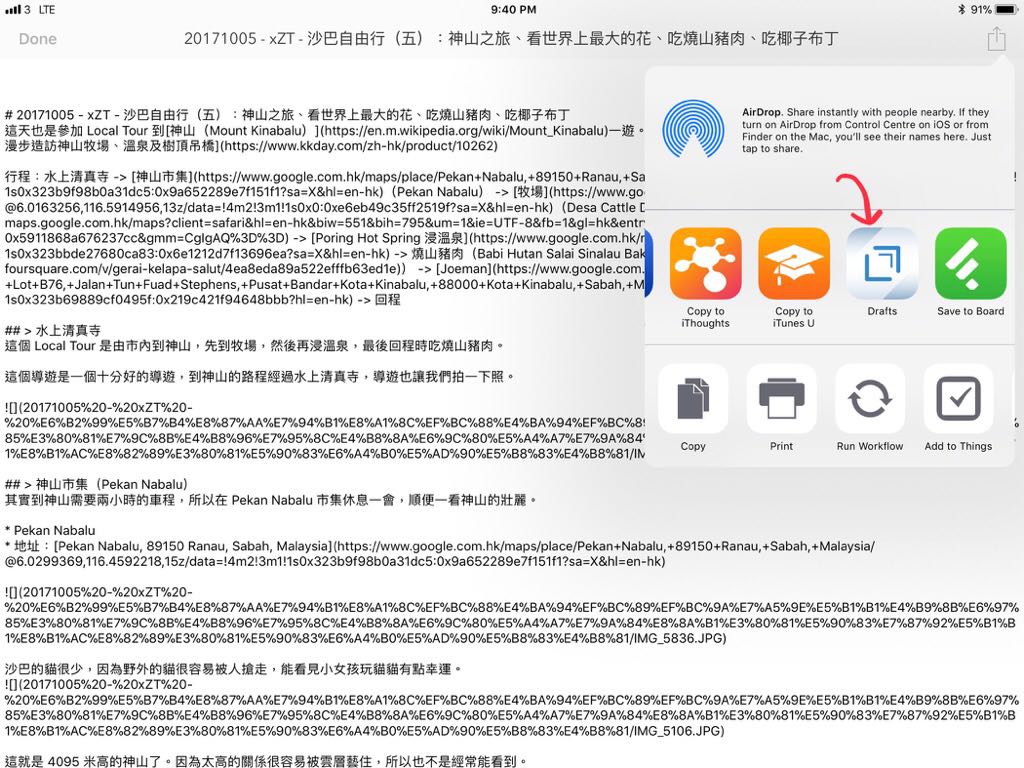 3 LTE 9:40 PM 91%
Done 20171005 - xZT - 沙巴自由行（五）：神山之旅、看世界上最大的花、吃燒山豬肉、吃椰子布丁
# 20171005 - xZT - 沙巴自由行（五）：神山之旅、看世界上最大的花、吃燒山豬肉、吃椰子布丁
這天也是參加 Local Tour 到[神山（Mount Kinabalu）](https://en.m.wikipedia.org/wiki/Mount_Kinabalu)一遊。
漫步造訪神山牧場、溫泉及樹頂吊橋](https://www.kkday.com/zh-hk/product/10262)
行程：水上清真寺 -> [神山市集](https://www.google.com.hk/maps/place/Pekan+Nabalu,+89150+Ranau,+Sa
1s0x323b9f98b0a31dc5:0x9a652289e7f151f1?sa=X&hl=en-hk)（Pekan Nabalu） -> [牧場](https://www.go
@6.0163256,116.5914956,13z/data=!4m2!3m1!1s0x0:0xe6eb49c35ff2519f?sa=X&hl=en-hk)（Desa Cattle D
maps.google.com.hk/maps?client=safari&hl=en-hk&biw=551&bih=795&um=1&ie=UTF-8&fb=1&gl=hk&entr
0x5911868a676237cc&gmm=CgIgAQ%3D%3D) -> [Poring Hot Spring 浸溫泉](https://www.google.com.hk/r
1s0x323bbde27680ca83:0x6e1212d7f13696ea?sa=X&hl=en-hk) -> 燒山豬肉（Babi Hutan Salai Sinalau Bak
foursquare.com/v/gerai-kelapa-salut/4ea8eda89a522efffb63ed1e)） -> [Joeman](https://www.google.com.
+Lot+B76,+Jalan+Tun+Fuad+Stephens,+Pusat+Bandar+Kota+Kinabalu,+88000+Kota+Kinabalu,+Sabah,+M
1s0x323b69889cf0495f:0x219c421f94648bbb?hl=en-hk) -> 回程
## > 水上清真寺
這個 Local Tour 是由市內到神山，先到牧場，然後再浸溫泉，最後回程時吃燒山豬肉。
這個導遊是一個十分好的導遊，到神山的路程經過水上清真寺，導遊也讓我們拍一下照。
![](20171005%20-%20xZT%20-
%20%E6%B2%99%E5%B7%B4%E8%87%AA%E7%94%B1%E8%A1%8C%EF%BC%88%E4%BA%94%EF%BC%89%EF
85%E3%80%81%E7%9C%8B%E4%B8%96%E7%95%8C%E4%B8%8A%E6%9C%80%E5%A4%A7%E7%9A%84%
1%E8%B1%AC%E8%82%89%E3%80%81%E5%90%83%E6%A4%B0%E5%AD%90%E5%B8%83%E4%B8%81/IM
## > 神山市集（Pekan Nabalu）
其實到神山需要兩小時的車程，所以在 Pekan Nabalu 市集休息一會，順便一看神山的壯麗。
* Pekan Nabalu
* 地址：[Pekan Nabalu, 89150 Ranau, Sabah, Malaysia](https://www.google.com.hk/maps/place/Pekan+Nabalu,+89150+Ranau,+Sabah,+Malaysia/
@6.0299369,116.4592218,15z/data=!4m2!3m1!1s0x323b9f98b0a31dc5:0x9a652289e7f151f1?sa=X&hl=en-hk)
![](20171005%20-%20xZT%20-
%20%E6%B2%99%E5%B7%B4%E8%87%AA%E7%94%B1%E8%A1%8C%EF%BC%88%E4%BA%94%EF%BC%89%EF%BC%9A%E7%A5%9E%E5%B1%B1%E4%B9%8B%E6%97%
85%E3%80%81%E7%9C%8B%E4%B8%96%E7%95%8C%E4%B8%8A%E6%9C%80%E5%A4%A7%E7%9A%84%E8%8A%B1%E3%80%81%E5%90%83%E7%87%92%E5%B1%B
1%E8%B1%AC%E8%82%89%E3%80%81%E5%90%83%E6%A4%B0%E5%AD%90%E5%B8%83%E4%B8%81/IMG_5836.JPG)
沙巴的貓很少，因為野外的貓很容易被人搶走，能看見小女孩玩貓貓有點幸運。
![](20171005%20-%20xZT%20-
%20%E6%B2%99%E5%B7%B4%E8%87%AA%E7%94%B1%E8%A1%8C%EF%BC%88%E4%BA%94%EF%BC%89%EF%BC%9A%E7%A5%9E%E5%B1%B1%E4%B9%8B%E6%97%
85%E3%80%81%E7%9C%8B%E4%B8%96%E7%95%8C%E4%B8%8A%E6%9C%80%E5%A4%A7%E7%9A%84%E8%8A%B1%E3%80%81%E5%90%83%E7%87%92%E5%B1%B
1%E8%B1%AC%E8%82%89%E3%80%81%E5%90%83%E6%A4%B0%E5%AD%90%E5%B8%83%E4%B8%81/IMG_5106.JPG)
這就是 4095 米高的神山了。因為太高的關係很容易被雲層藝住，所以也不是經常能看到。
AirDrop. Share instantly with people nearby. If they
turn on AirDrop from Control Centre on iOS or from
Finder on the Mac, you'll see their names here. Just
tap to share.
Copy to iThoughts
Copy to iTunes U
Drafts
Save to Board
Copy
Print
Run Workflow
Add to Things